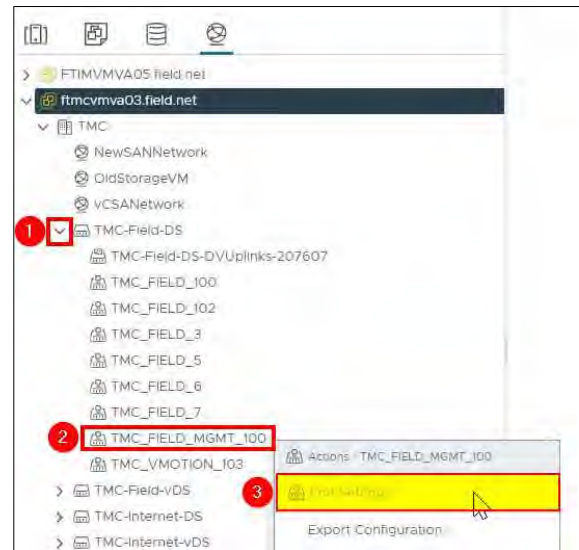 FTIMVMVA05.field.net
ftmcvmva03.field.net
TMC
NewSANNetwork
OldStorageVM
vCSANetwork
1
TMC-Field-DS
TMC-Field-DS-DVUplinks-207607
TMC_FIELD_100
TMC_FIELD_102
TMC_FIELD_3
TMC_FIELD_5
TMC_FIELD_6
TMC_FIELD_7
2 TMC_FIELD_MGMT_100
Actions - TMC_FIELD_MGMT_100
TMC_VMOTION_103
3 Settings
TMC-Field-vDS
TMC-Internet-DS
Export Configuration
TMC-Internet-vDS